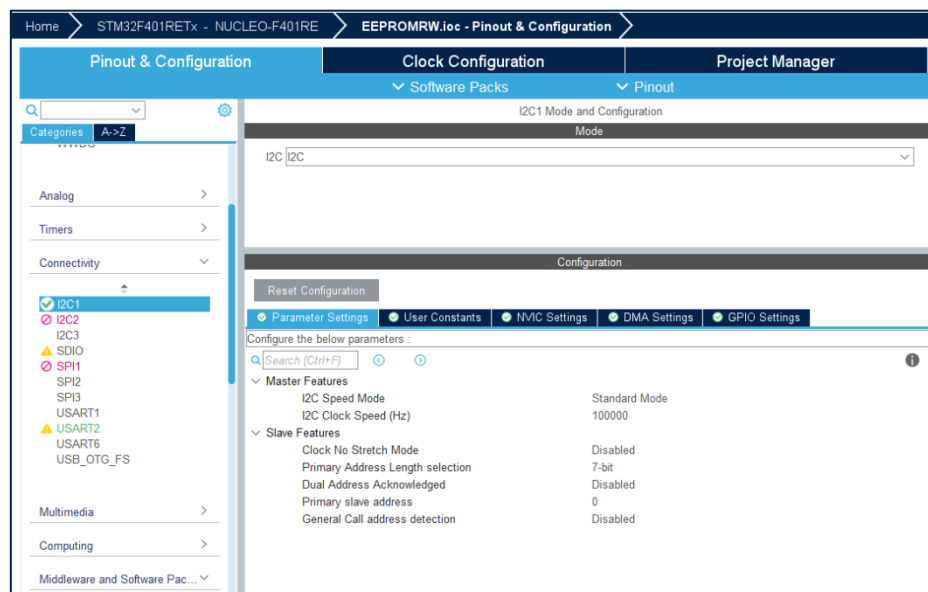 Home STM32F401RETx - NUCLEO-F401RE EEPROMRW.ioc - Pinout & Configuration
Pinout & Configuration Clock Configuration Project Manager
Software Packs Pinout
Categories A->Z
Analog
Timers
Connectivity
I2C1
I2C2
I2C3
SDIO
SPI1
SPI2
SPI3
USART1
USART2
USART6
USB_OTG_FS
Multimedia
Computing
Middleware and Software Pac...
I2C1 Mode and Configuration
Mode
I2C I2C
Configuration
Reset Configuration
Parameter Settings User Constants NVIC Settings DMA Settings GPIO Settings
Configure the below parameters :
Search (Ctrl+F)
Master Features
I2C Speed Mode Standard Mode
I2C Clock Speed (Hz) 100000
Slave Features
Clock No Stretch Mode Disabled
Primary Address Length selection 7-bit
Dual Address Acknowledged Disabled
Primary slave address 0
General Call address detection Disabled